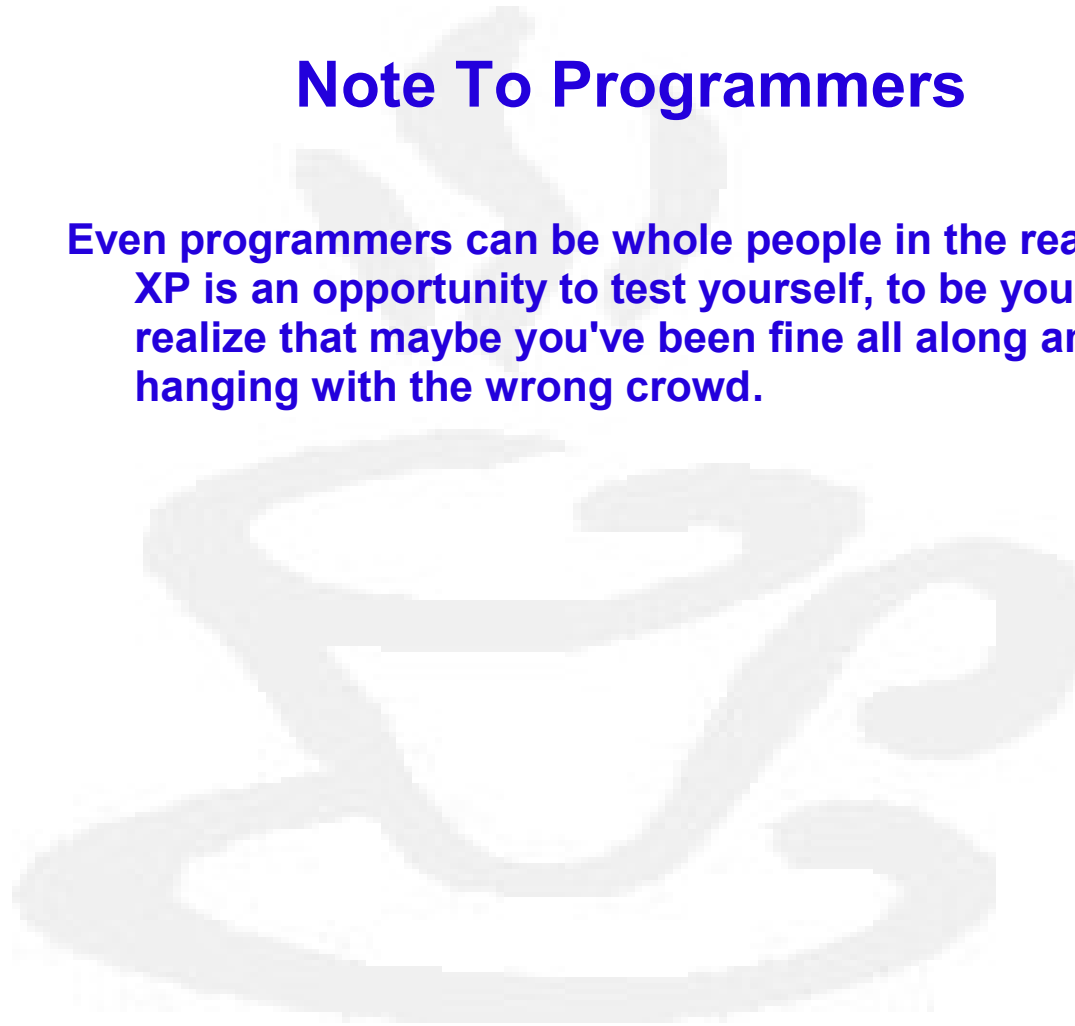 Note To Programmers
Even programmers can be whole people in the rea
XP is an opportunity to test yourself, to be you
realize that maybe you've been fine all along a
hanging with the wrong crowd.